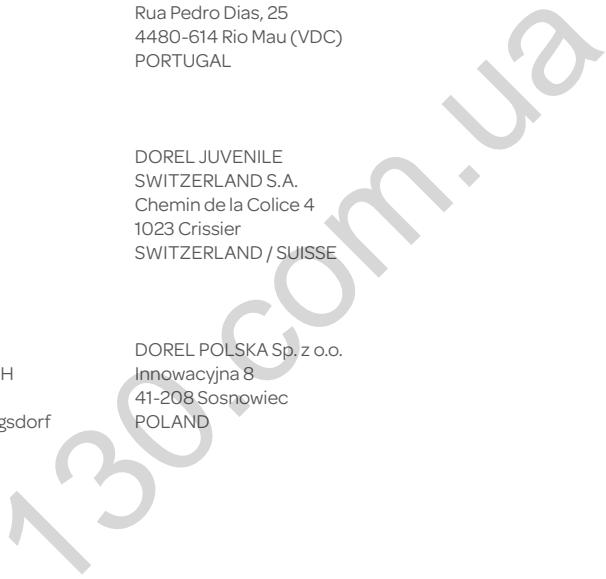 Rua Pedro Dias, 25
4480-614 Rio Mau (VDC)
PORTUGAL
DOREL JUVENILE
SWITZERLAND S.A.
Chemin de la Colice 4
1023 Crissier
SWITZERLAND / SUISSE
H
gsdorf
DOREL POLSKA Sp. z o.o.
Innowacyjna 8
41-208 Sosnowiec
POLAND
130.com.ua